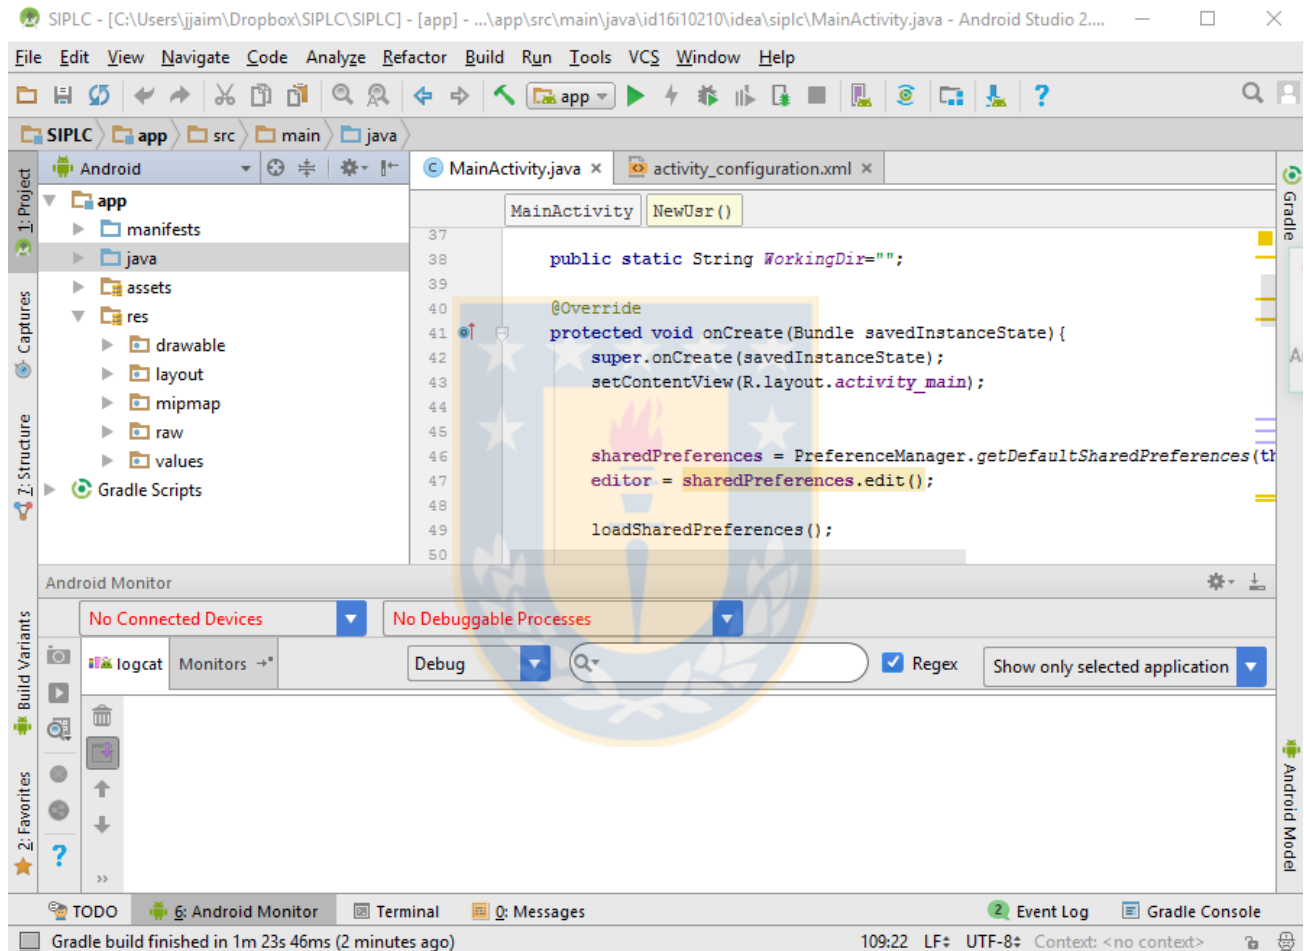 SIPLC - [C:\Users\jjaim\Dropbox\SIPLC\SIPLC] - [app] - ...\app\src\main\java\id16i10210\idea\siplc\MainActivity.java - Android Studio 2....
File Edit View Navigate Code Analyze Refactor Build Run Tools VCS Window Help
app
SIPLC app src main java
1: Project
Captures
7: Structure
Build Variants
2: Favorites
Android
app
manifests
java
assets
res
drawable
layout
mipmap
raw
values
Gradle Scripts
MainActivity.java activity_configuration.xml
MainActivity NewUsr()
37
38 public static String WorkingDir="";
39
40 @Override
41 protected void onCreate(Bundle savedInstanceState){
42 super.onCreate(savedInstanceState);
43 setContentView(R.layout.activity_main);
44
45
46 sharedPreferences = PreferenceManager.getDefaultSharedPreferences(th
47 editor = sharedPreferences.edit();
48
49 loadSharedPreferences();
50
Gradle
Android Model
Android Monitor
No Connected Devices No Debuggable Processes
logcat Monitors Debug Regex Show only selected application
TODO 6: Android Monitor Terminal 0: Messages 2 Event Log Gradle Console
Gradle build finished in 1m 23s 46ms (2 minutes ago) 109:22 LF UTF-8 Context: <no context>